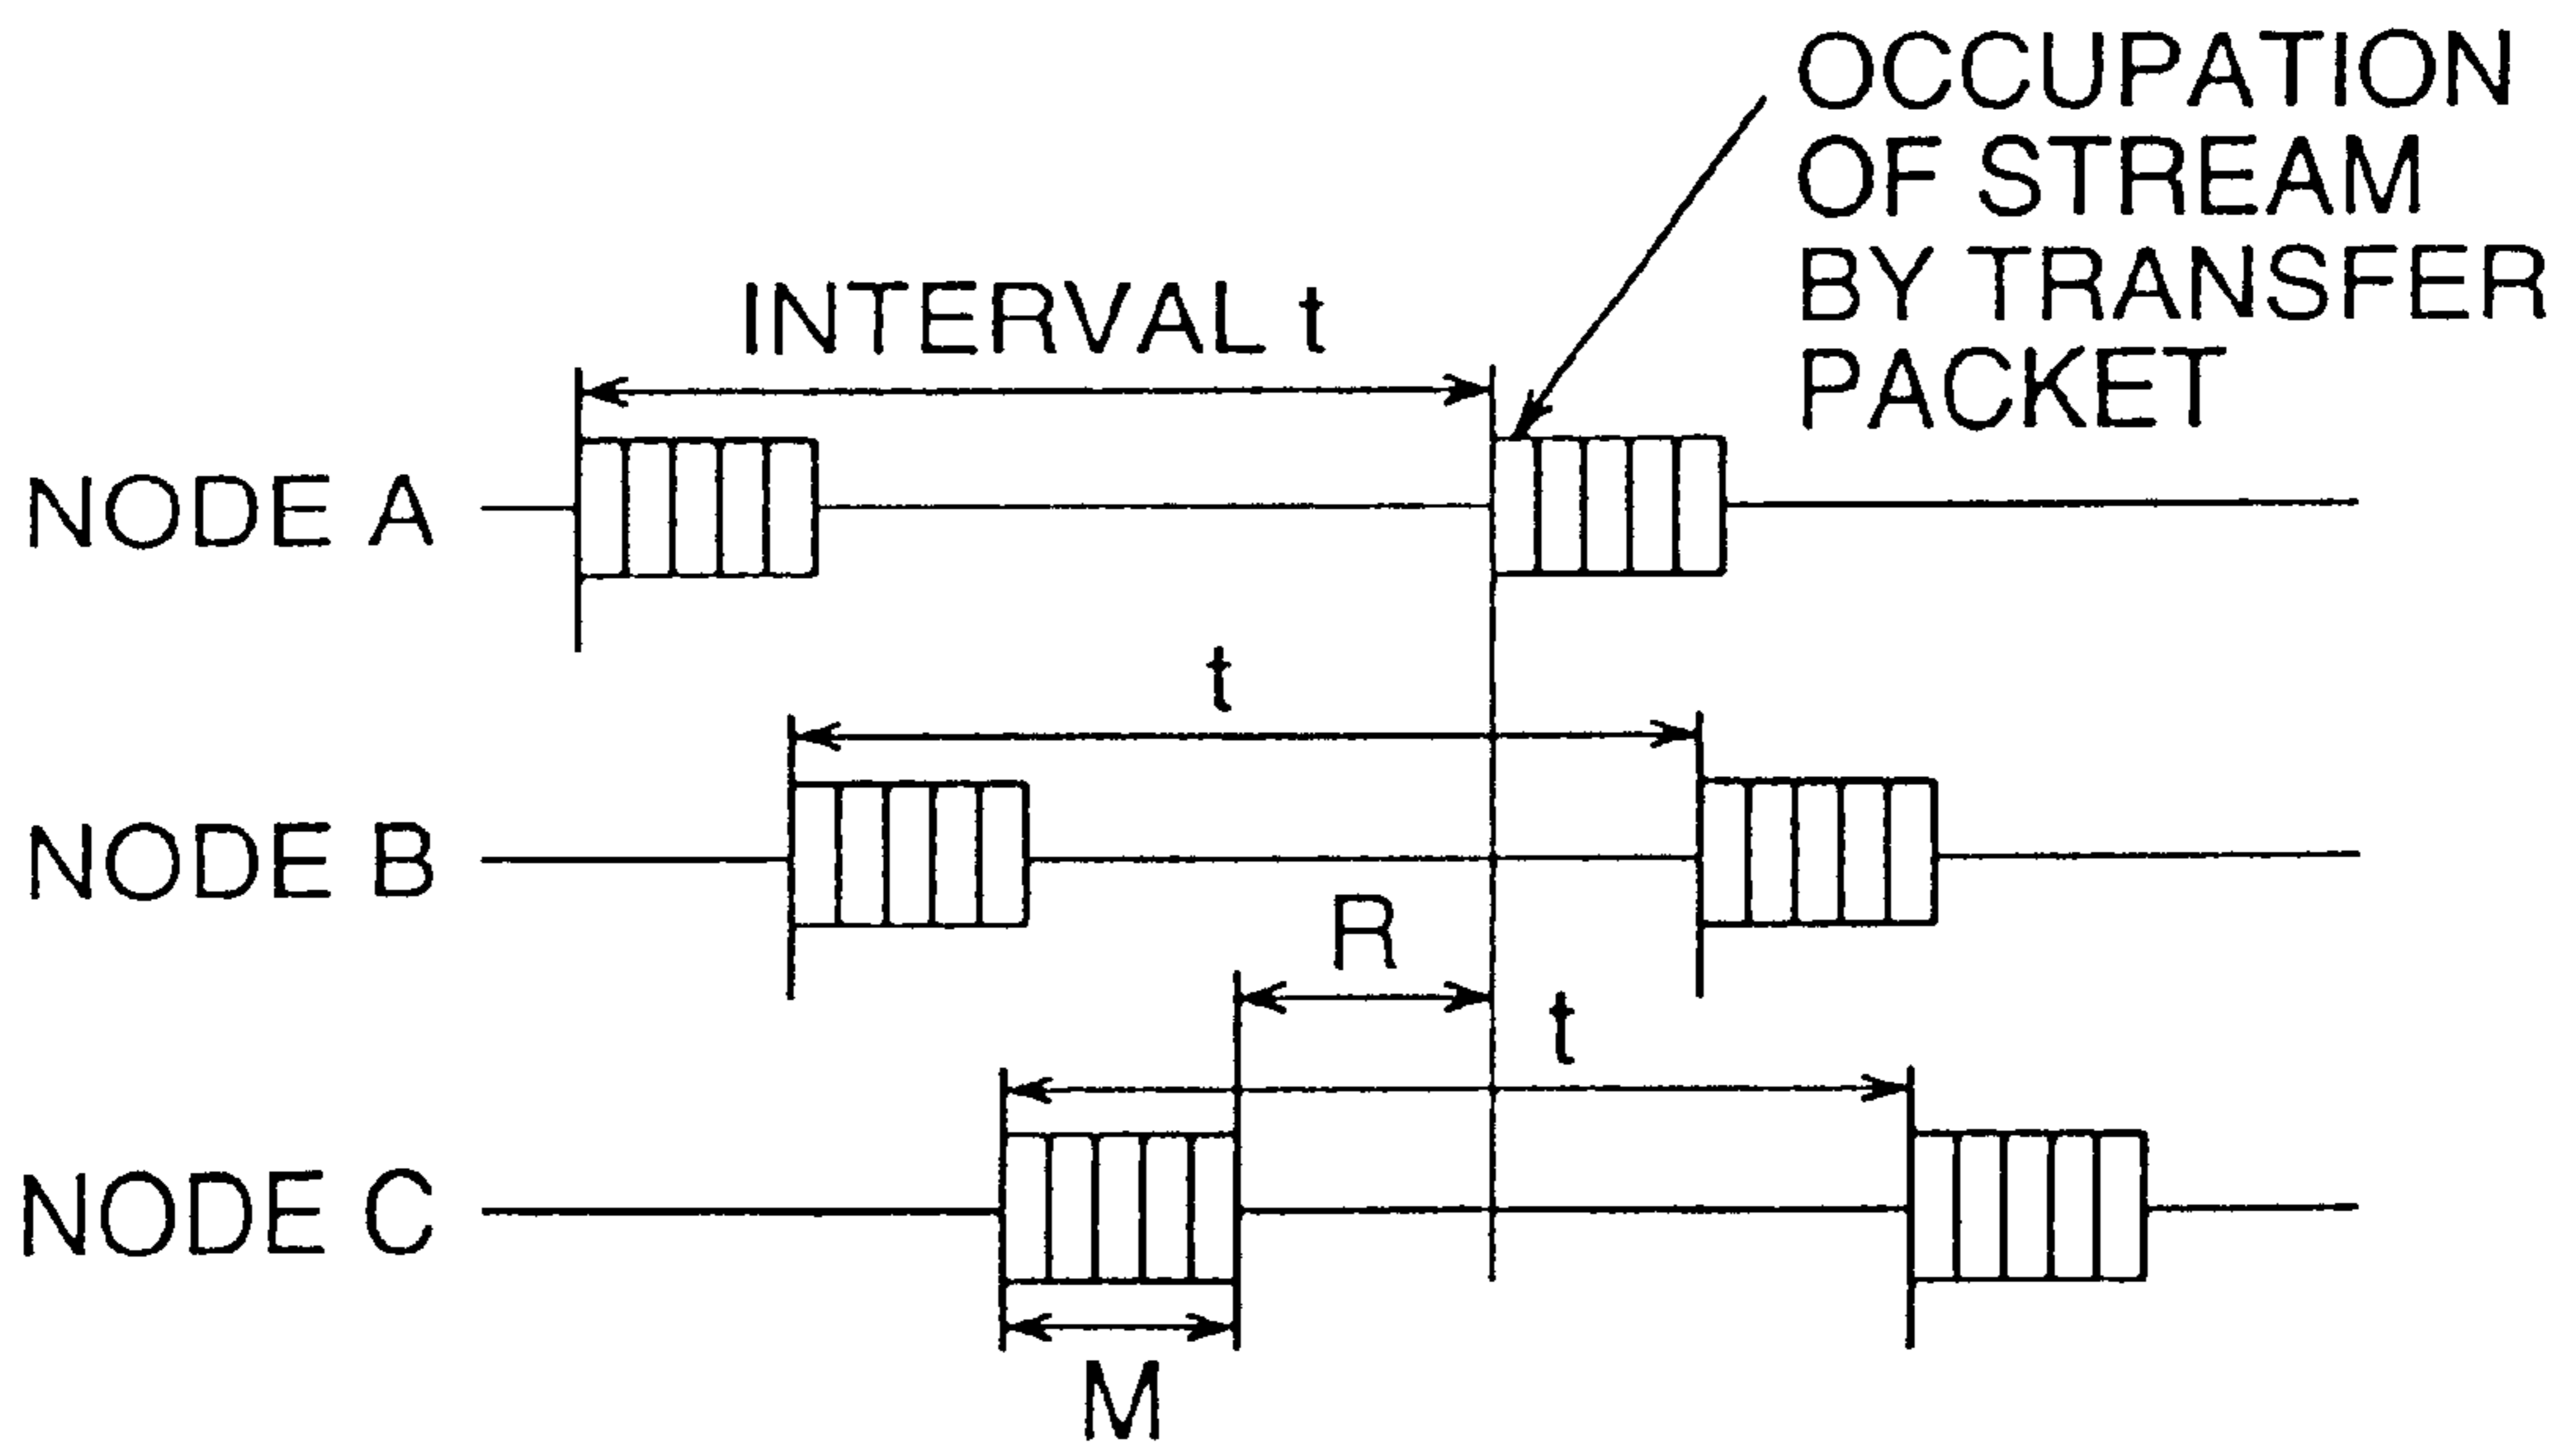 OCCUPATION
OF STREAM
BY TRANSFER
PACKET
INTERVAL t
NODE A
t
NODE B
R
t
NODE C
M